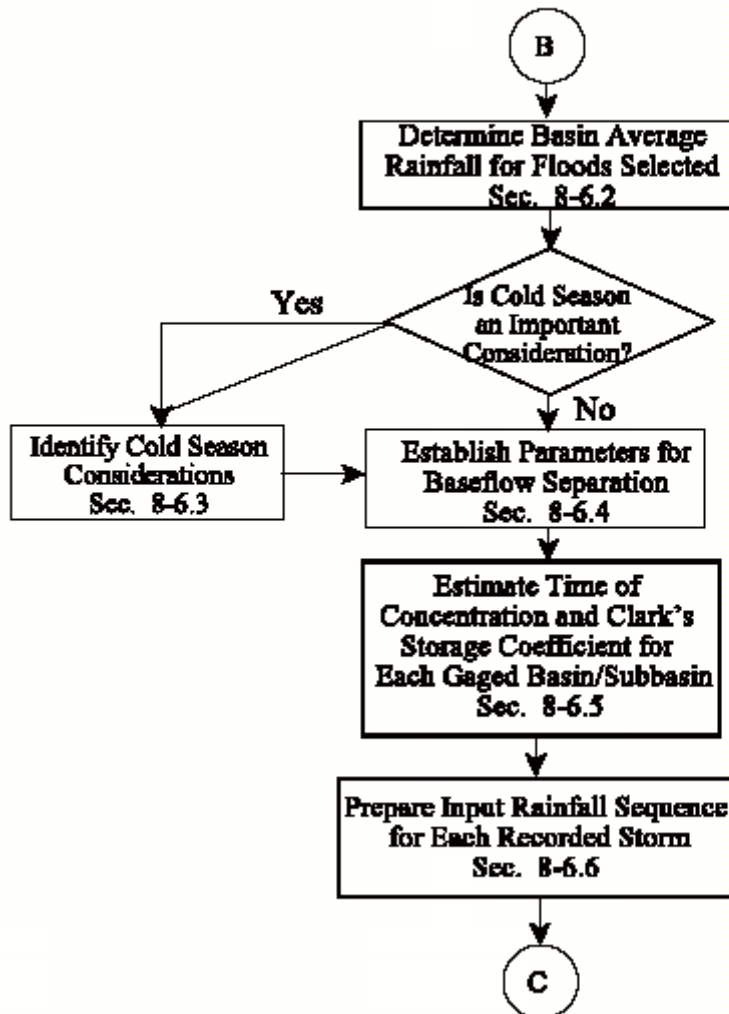 B
Determine Basin Average
Rainfall for Floods Selected
Sec. 8-6.2
Is Cold Season
an Important
Consideration?
Yes
No
Identify Cold Season
Considerations
Sec. 8-6.3
Establish Parameters for
Baseflow Separation
Sec. 8-6.4
Estimate Time of
Concentration and Clark's
Storage Coefficient for
Each Gaged Basin/Subbasin
Sec. 8-6.5
Prepare Input Rainfall Sequence
for Each Recorded Storm
Sec. 8-6.6
C